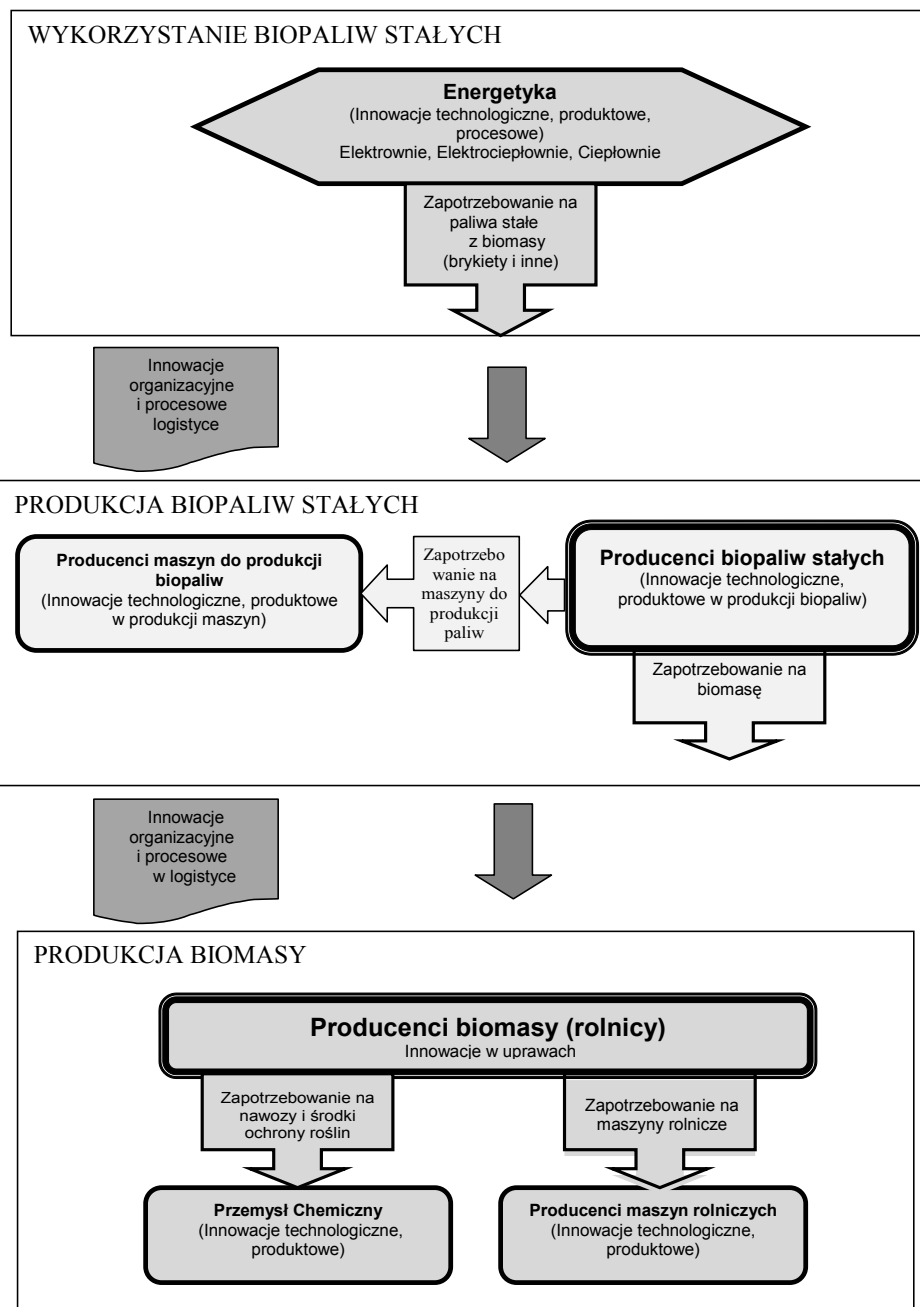 WYKORZYSTANIE BIOPALIW STAŁYCH
Energetyka
(Innowacje technologiczne, produktowe,
procesowe)
Elektrownie, Elektrociepłownie, Ciepłownie
Zapotrzebowanie na
paliwa stałe
z biomasy
(brykiety i inne)
Innowacje
organizacyjne
i procesowe
logistyce
PRODUKCJA BIOPALIW STAŁYCH
Producenci maszyn do produkcji
biopaliw
(Innowacje technologiczne, produktowe
w produkcji maszyn)
Zapotrzebo
wanie na
maszyny do
produkcji
paliw
Producenci biopaliw stałych
(Innowacje technologiczne,
produktowe w produkcji biopaliw)
Zapotrzebowanie na
biomasę
Innowacje
organizacyjne
i procesowe
w logistyce
PRODUKCJA BIOMASY
Producenci biomasy (rolnicy)
Innowacje w uprawach
Zapotrzebowanie na
nawozy i środki
ochrony roślin
Zapotrzebowanie na
maszyny rolnicze
Przemysł Chemiczny
(Innowacje technologiczne,
produktowe)
Producenci maszyn rolniczych
(Innowacje technologiczne,
produktowe)